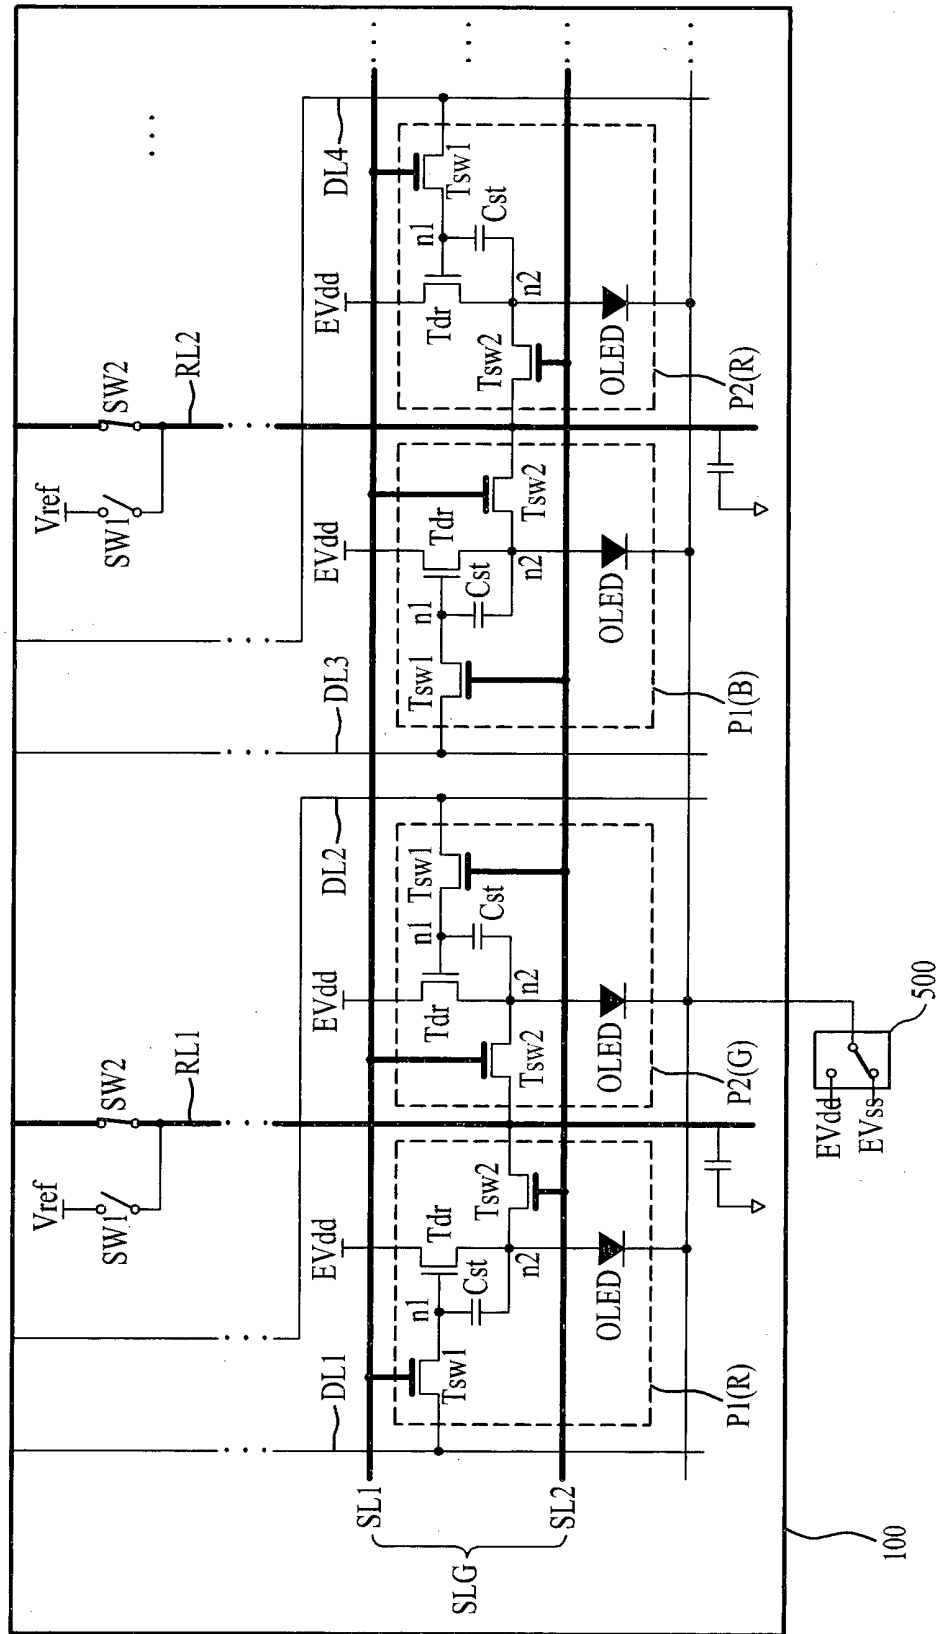 Vref
SW1
SW2
RL1
Vref
SW1
SW2
RL2
. . .
DL1
DL2
DL3
DL4
EVdd
EVdd
EVdd
EVdd
SL1
SL2
SLG
Tsw1
n1
Cst
Tdr
n2
Tsw2
OLED
P1(R)
Tsw2
Tdr
n1
Cst
n2
Tsw1
OLED
P2(G)
Tsw1
n1
Cst
Tdr
n2
Tsw2
OLED
P1(B)
Tsw2
Tdr
n1
Cst
n2
Tsw1
OLED
P2(R)
EVdd
EVss
500
100